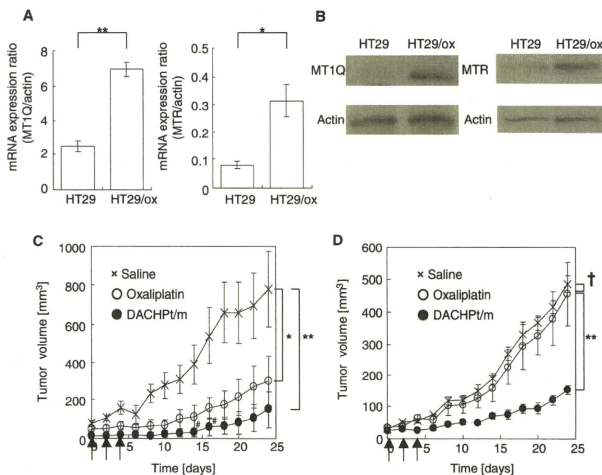 A
**
mRNA expression ratio
(MT1Q/actin)
8
6
4
2
0
HT29 HT29/ox
*
mRNA expression ratio
(MTR/actin)
0.5
0.4
0.3
0.2
0.1
0
HT29 HT29/ox
B
HT29 HT29/ox
MT1Q
Actin
HT29 HT29/ox
MTR
Actin
C
Tumor volume [mm³]
1000
800
600
400
200
0
× Saline
Oxaliplatin
DACHPt/m
* **
# #
0 5 10 15 20 25
Time [days]
D
Tumor volume [mm³]
600
500
400
300
200
100
0
× Saline
Oxaliplatin
DACHPt/m
†
**
0 5 10 15 20 25
Time [days]